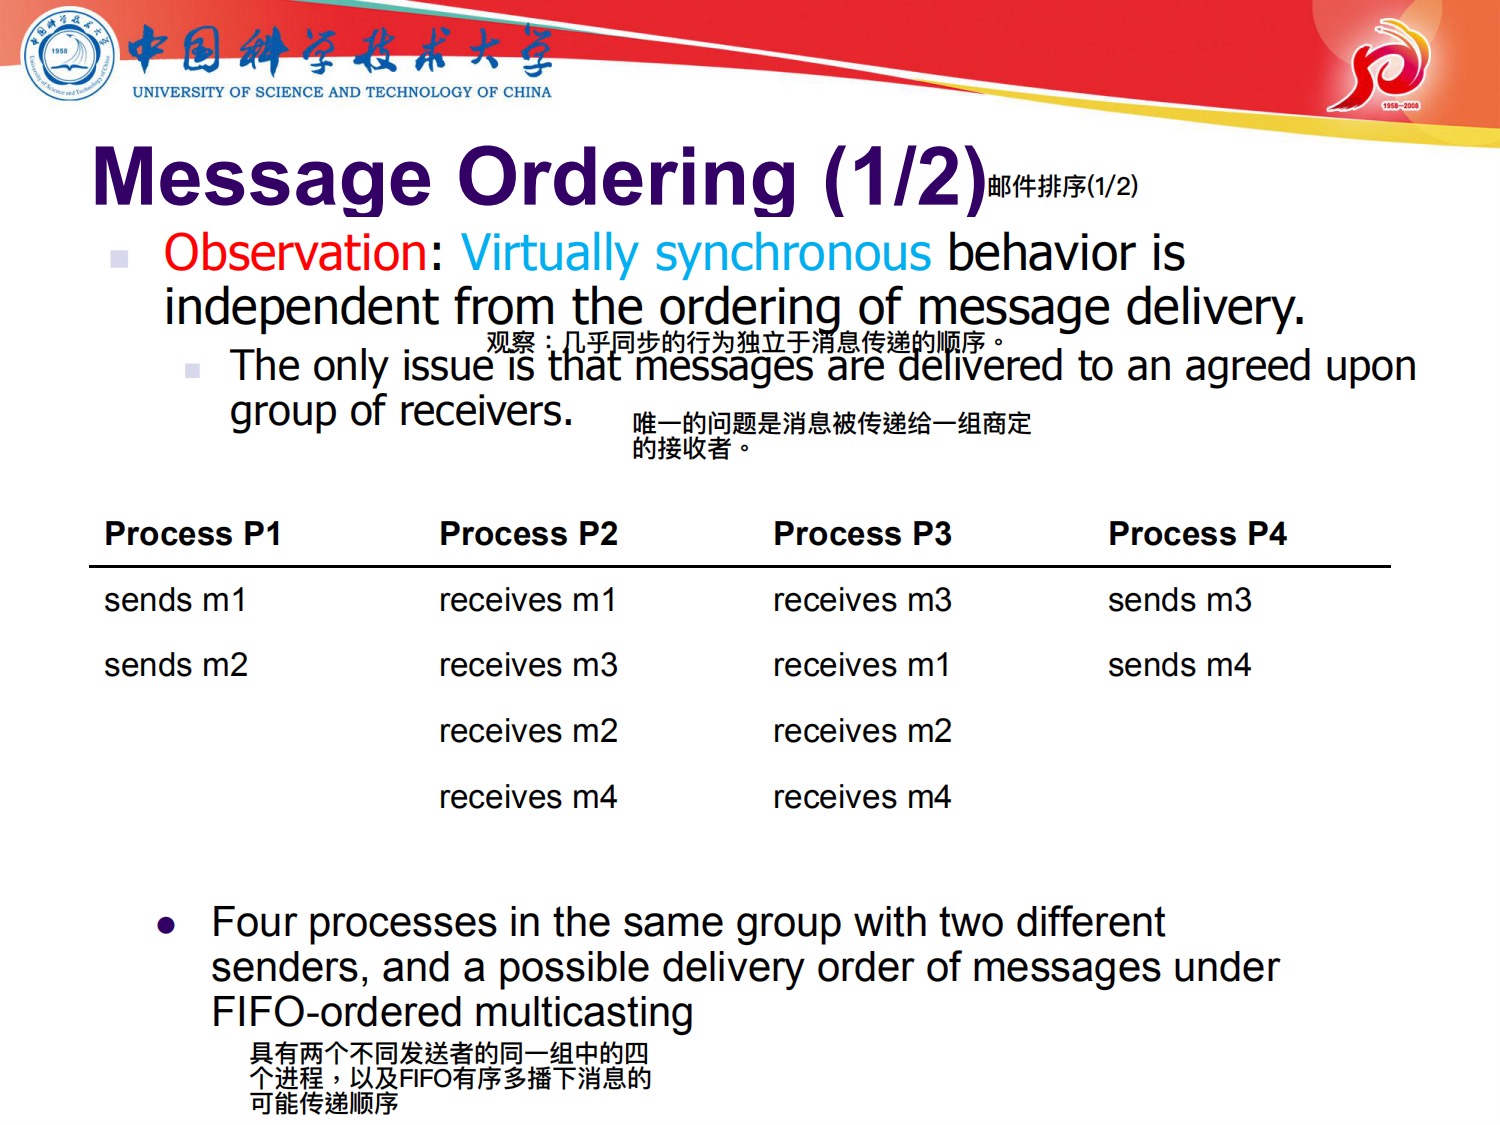 中国科学技术大学
UNIVERSITY OF SCIENCE AND TECHNOLOGY OF CHINA
1958
1958—2008
Message Ordering (1/2)邮件排序(1/2)
Observation: Virtually synchronous behavior is
independent from the ordering of message delivery.
观察：几乎同步的行为独立于消息传递的顺序。
The only issue is that messages are delivered to an agreed upon
group of receivers.
唯一的问题是消息被传递给一组商定
的接收者。
Process P1 Process P2 Process P3 Process P4
sends m1 receives m1 receives m3 sends m3
sends m2 receives m3 receives m1 sends m4
receives m2 receives m2
receives m4 receives m4
Four processes in the same group with two different
senders, and a possible delivery order of messages under
FIFO-ordered multicasting
具有两个不同发送者的同一组中的四
个进程，以及FIFO有序多播下消息的
可能传递顺序